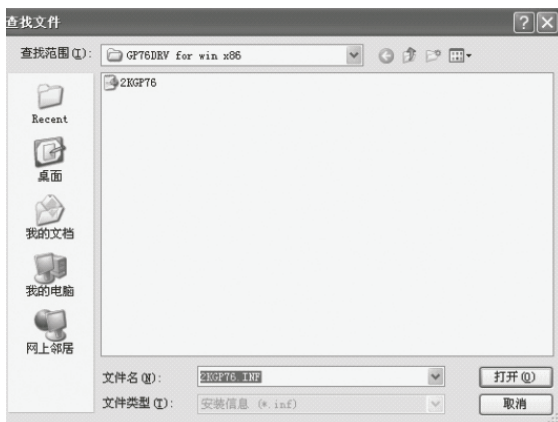 查找文件
查找范围(I):
GP76DRV for win x86
2KGP76
Recent
桌面
我的文档
我的电脑
网上邻居
文件名(N):
2KGP76.INF
打开(O)
文件类型(T):
安装信息 (*.inf)
取消